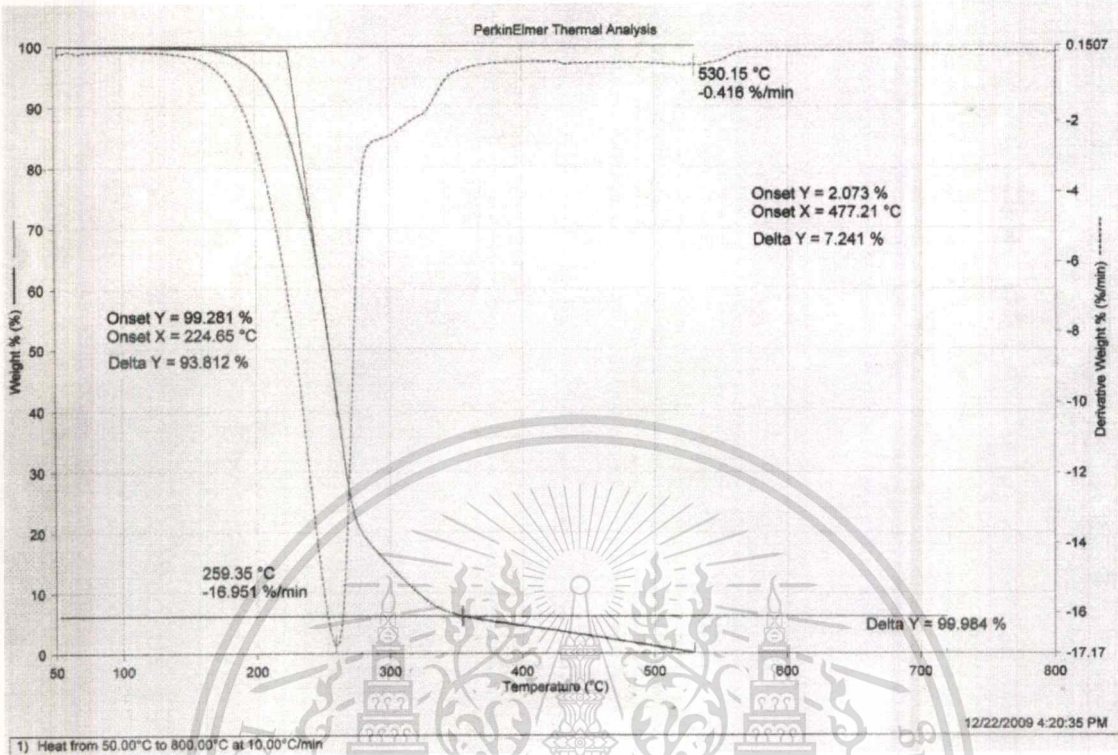 PerkinElmer Thermal Analysis
100
90
80
70
60
50
40
30
20
10
0
Weight % (%)
0.1507
-2
-4
-6
-8
-10
-12
-14
-16
-17.17
Derivative Weight % (%/min)
530.15 °C
-0.416 %/min
Onset Y = 2.073 %
Onset X = 477.21 °C
Delta Y = 7.241 %
Onset Y = 99.281 %
Onset X = 224.65 °C
Delta Y = 93.812 %
259.35 °C
-16.951 %/min
Delta Y = 99.984 %
50 100 200 300 400 500 600 700 800
Temperature (°C)
12/22/2009 4:20:35 PM
1) Heat from 50.00°C to 800.00°C at 10.00°C/min